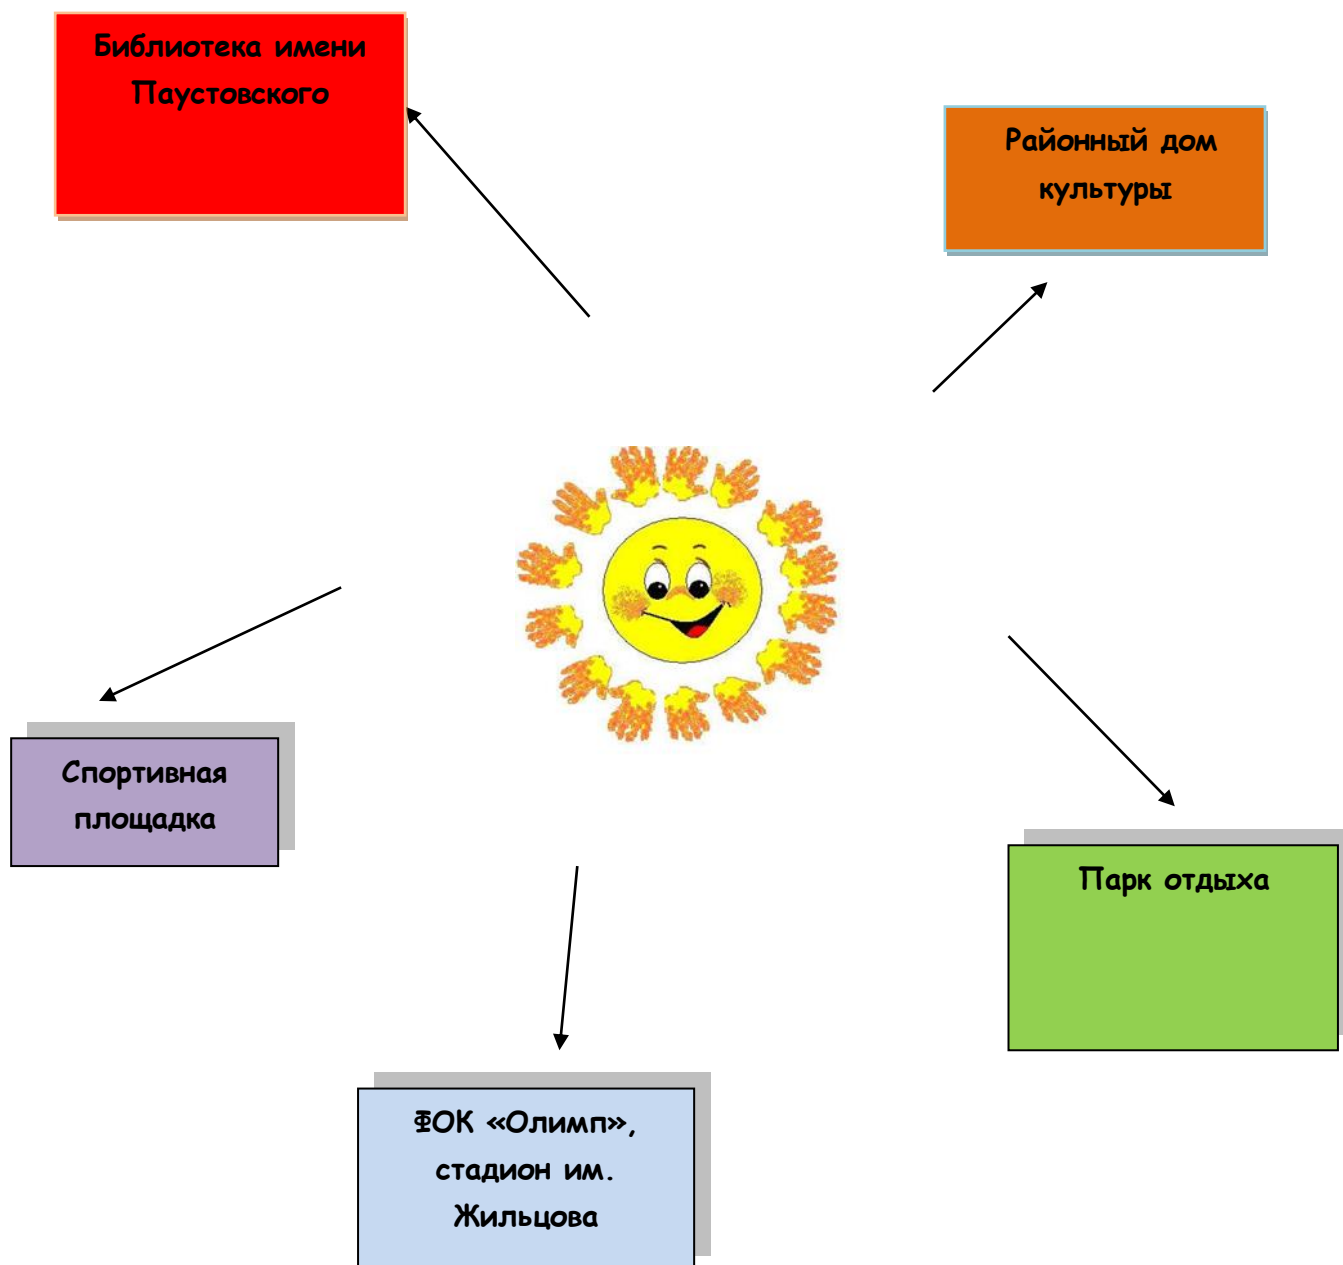 Библиотека имени
Паустовского
Районный дом
культуры
Спортивная
площадка
Парк отдыха
ФОК «Олимп»,
стадион им.
Жильцова